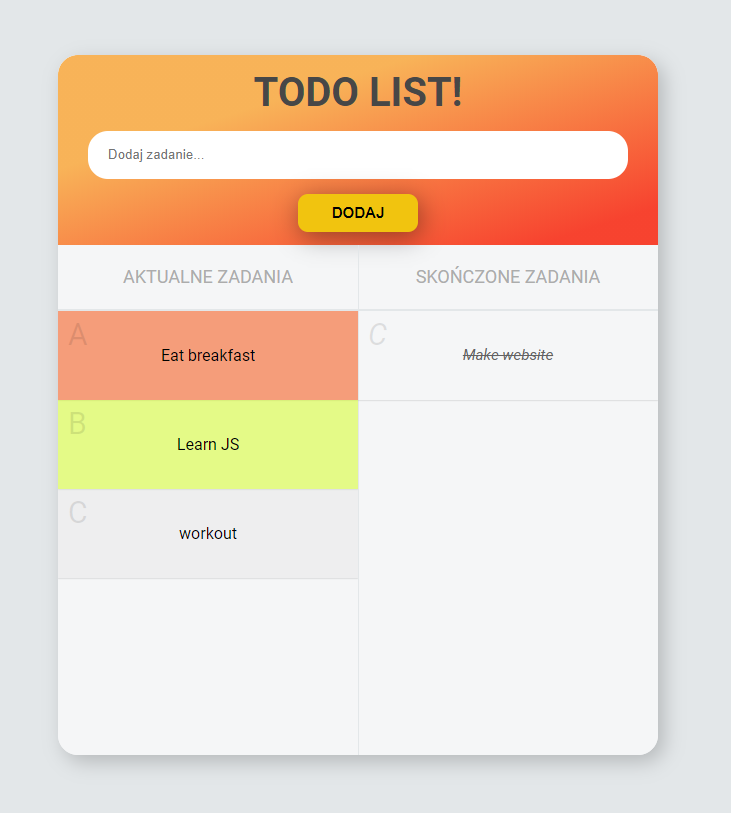 TODO LIST!
Dodaj zadanie...
DODAJ
AKTUALNE ZADANIA
SKOŃCZONE ZADANIA
A
Eat breakfast
C
Make website
B
Learn JS
C
workout